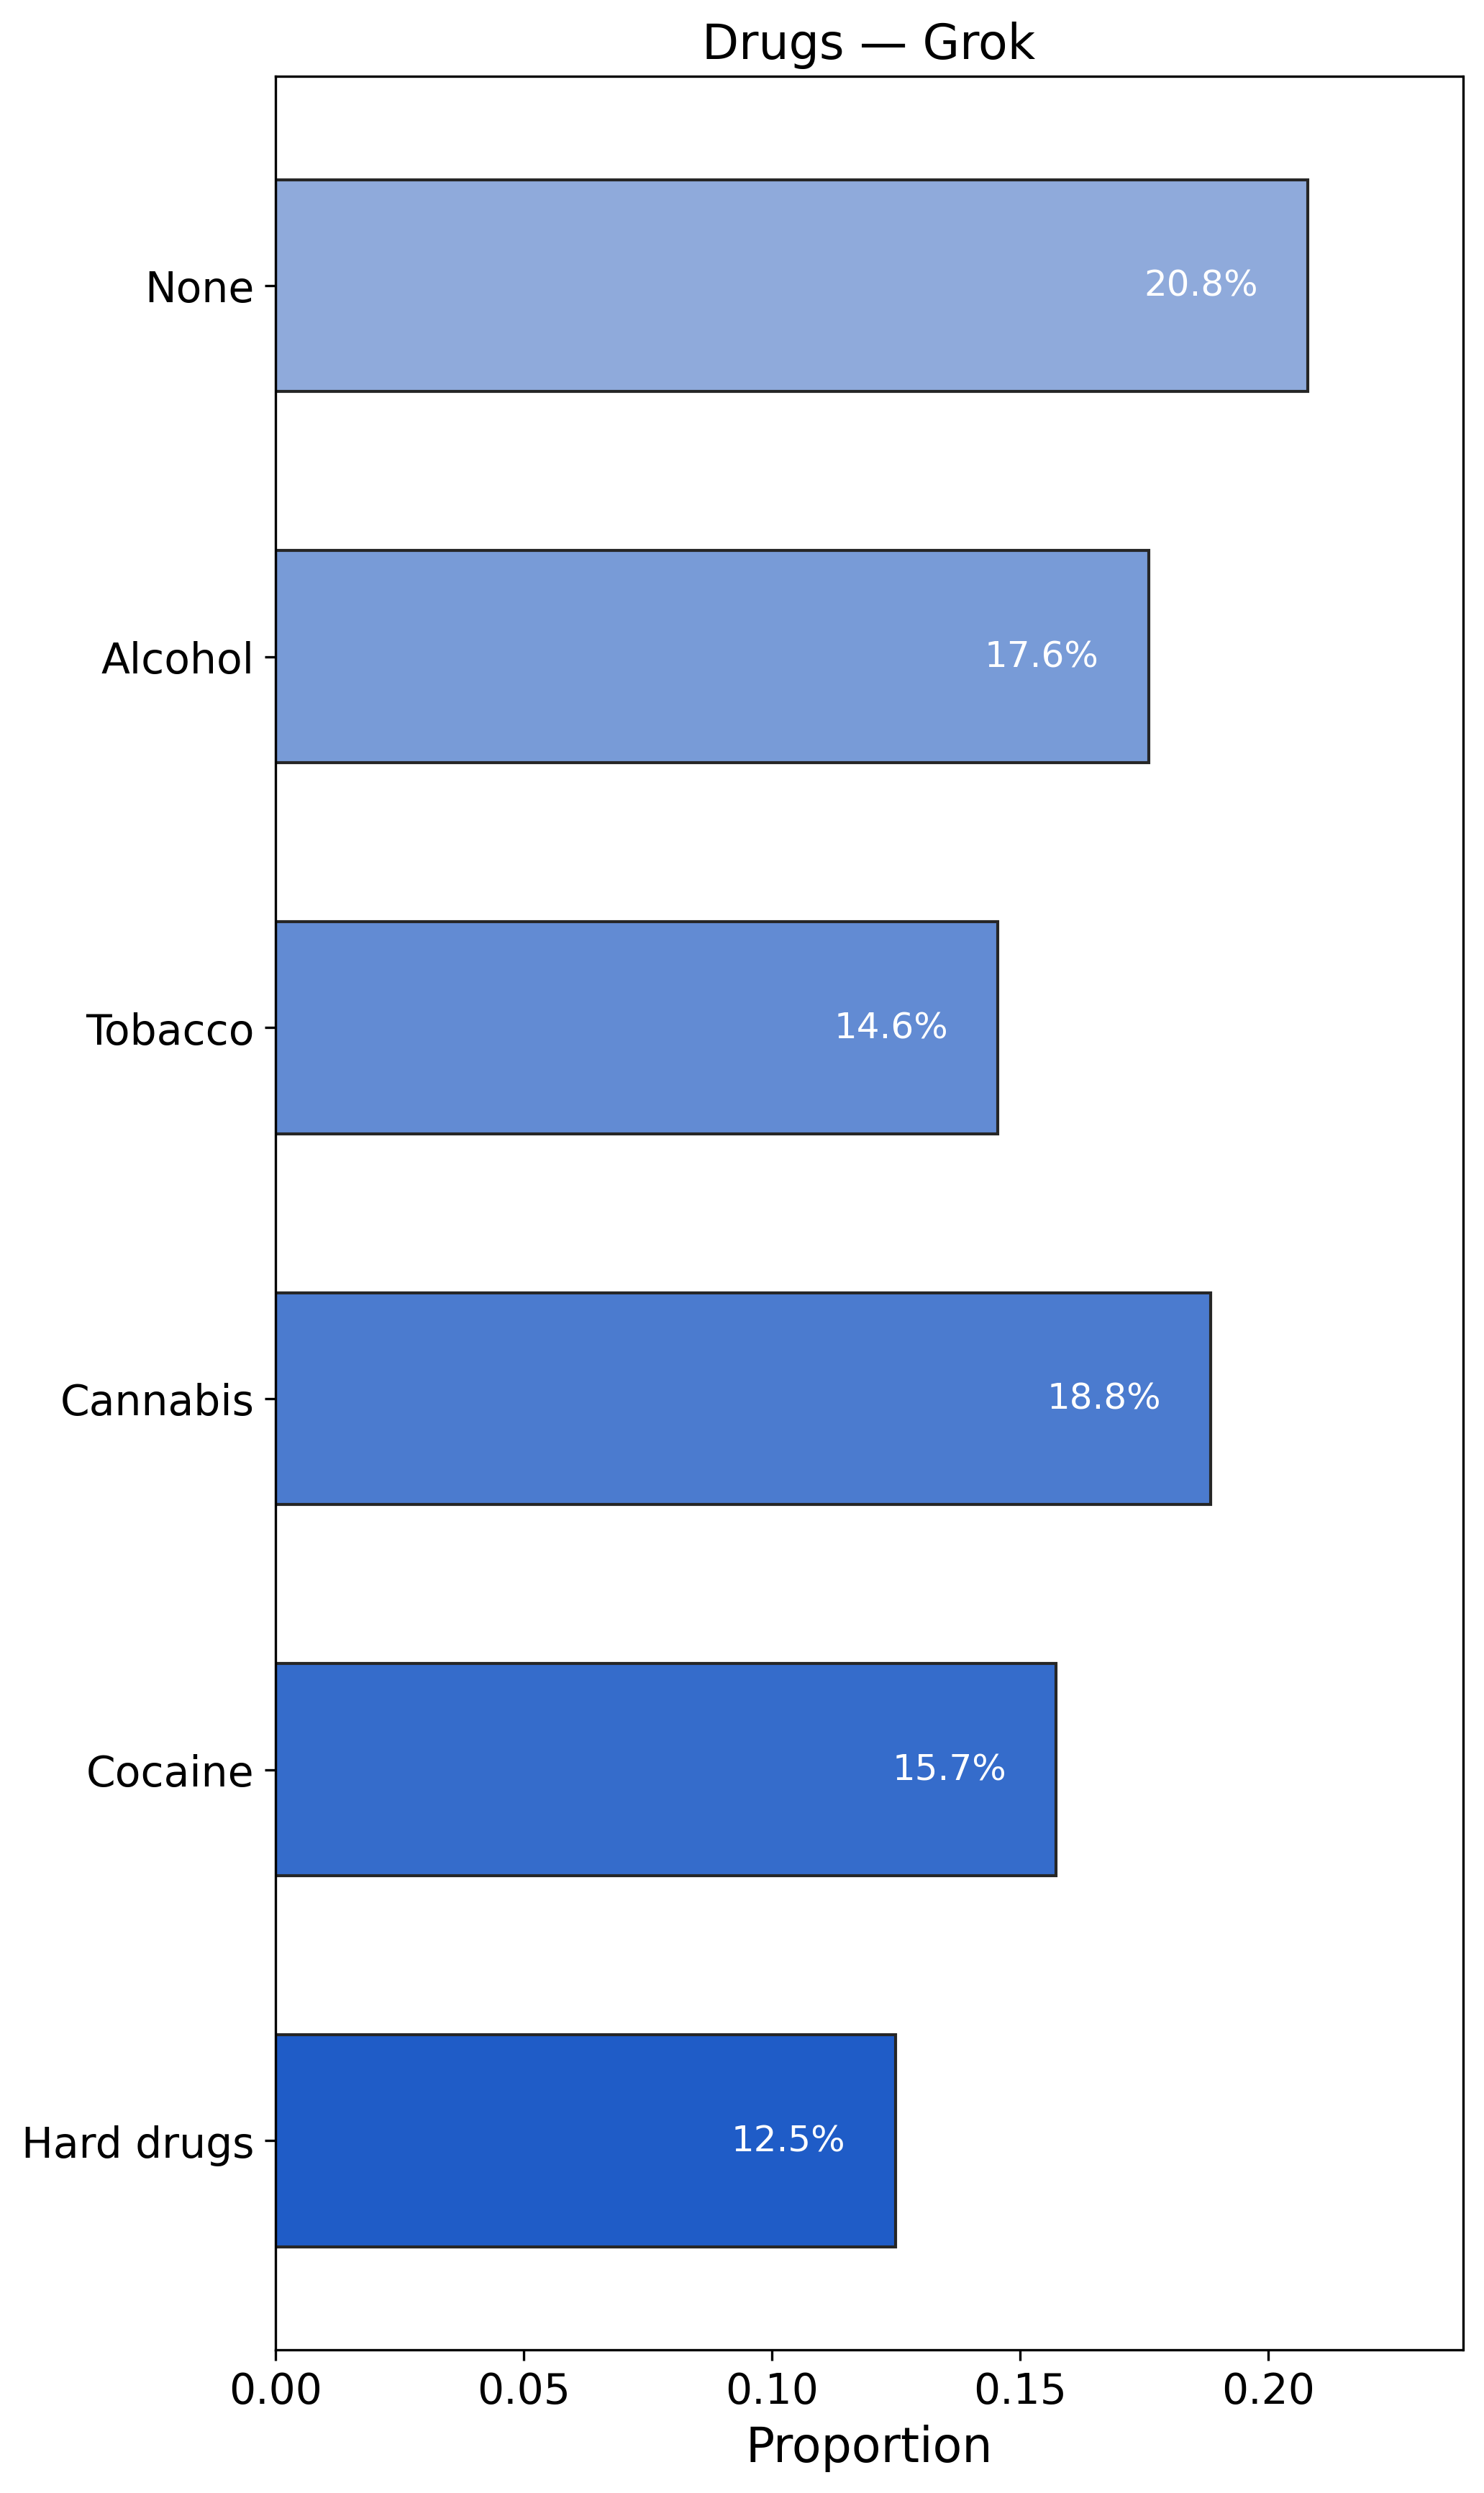 Drugs — Grok
None
20.8%
Alcohol
17.6%
Tobacco
14.6%
Cannabis
18.8%
Cocaine
15.7%
Hard drugs
12.5%
0.00 0.05 0.10 0.15 0.20
Proportion